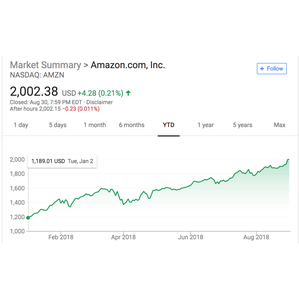 Market Summary > Amazon.com, Inc.
NASDAQ: AMZN
+ Follow
2,002.38 USD +4.28 (0.21%) ↑
Closed: Aug 30, 7:59 PM EDT · Disclaimer
After hours 2,002.15 −0.23 (0.011%)
1 day 5 days 1 month 6 months YTD 1 year 5 years Max
1,189.01 USD Tue, Jan 2
2,000
1,800
1,600
1,400
1,200
1,000
Feb 2018 Apr 2018 Jun 2018 Aug 2018